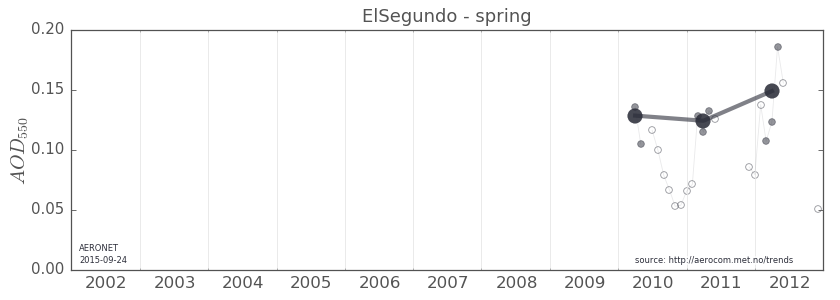 ElSegundo - spring
0.20
0.15
0.10
0.05
0.00
AOD550
AERONET
2015-09-24
source: http://aerocom.met.no/trends
2002 2003 2004 2005 2006 2007 2008 2009 2010 2011 2012